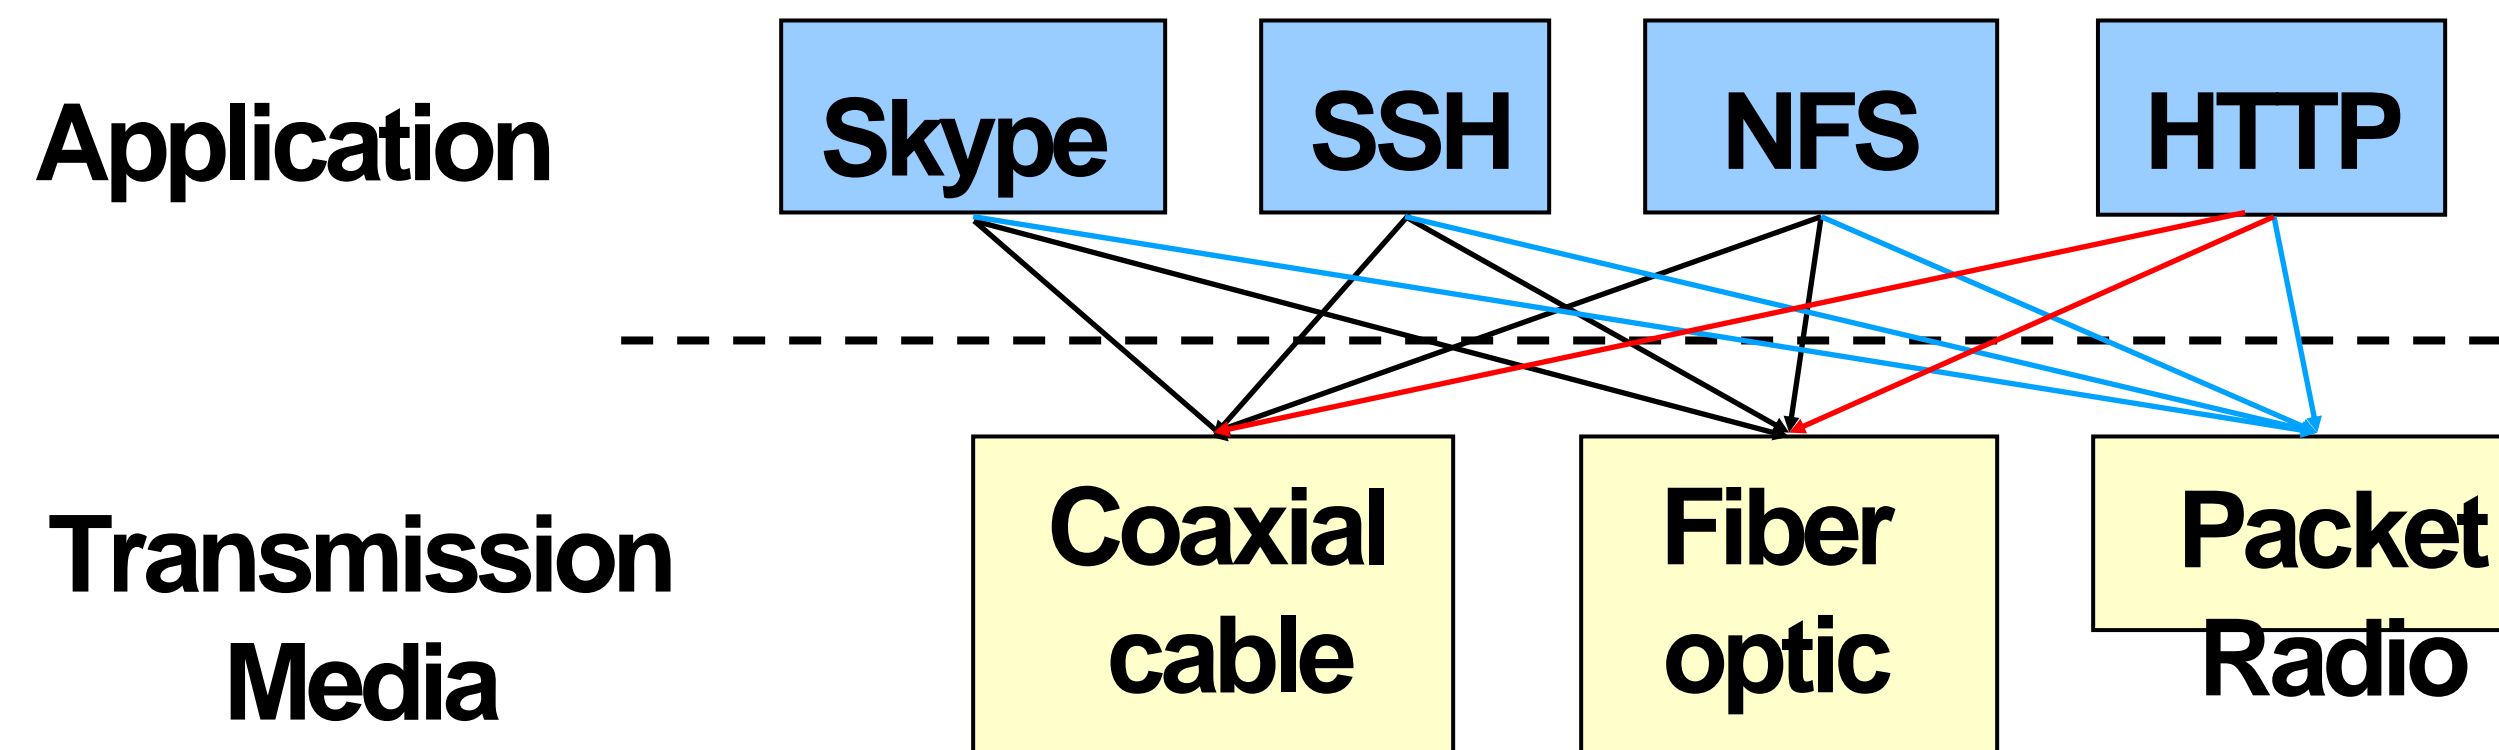 Application
Skype
SSH
NFS
HTTP
Transmission
Media
Coaxial
cable
Fiber
optic
Packet
Radio